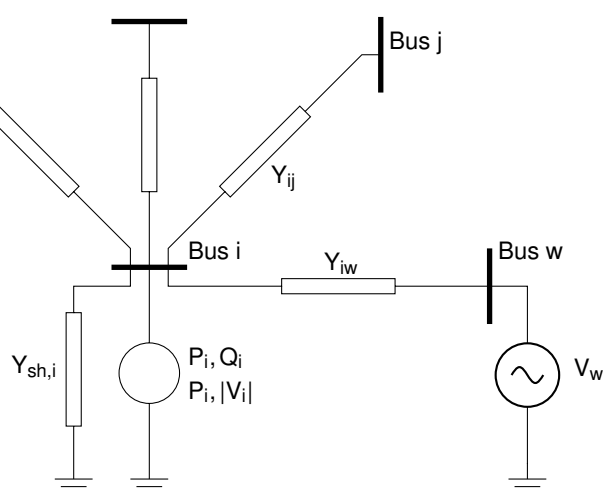 Bus j
Y_ij
Bus i
Y_iw
Bus w
Y_sh,i
P_i, Q_i
P_i, |V_i|
V_w